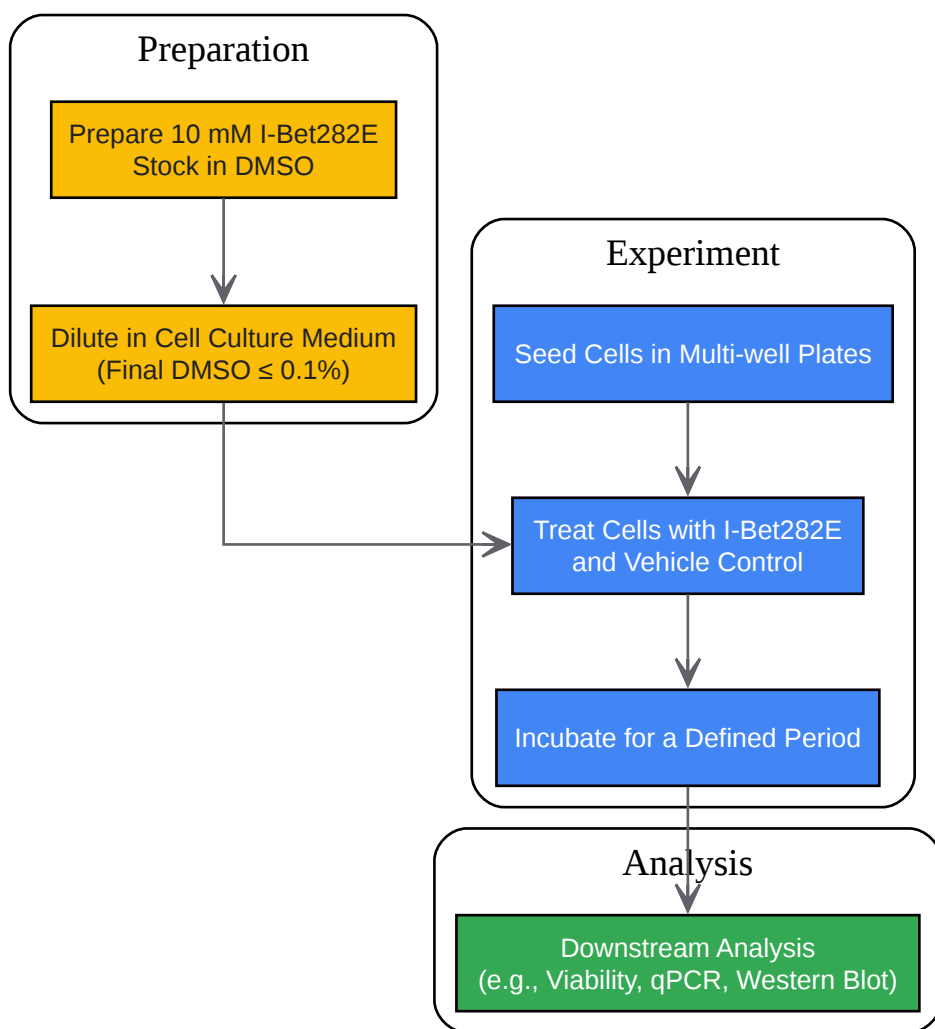 Preparation
Prepare 10 mM I-Bet282E
Stock in DMSO
Dilute in Cell Culture Medium
(Final DMSO ≤ 0.1%)
Experiment
Seed Cells in Multi-well Plates
Treat Cells with I-Bet282E
and Vehicle Control
Incubate for a Defined Period
Analysis
Downstream Analysis
(e.g., Viability, qPCR, Western Blot)